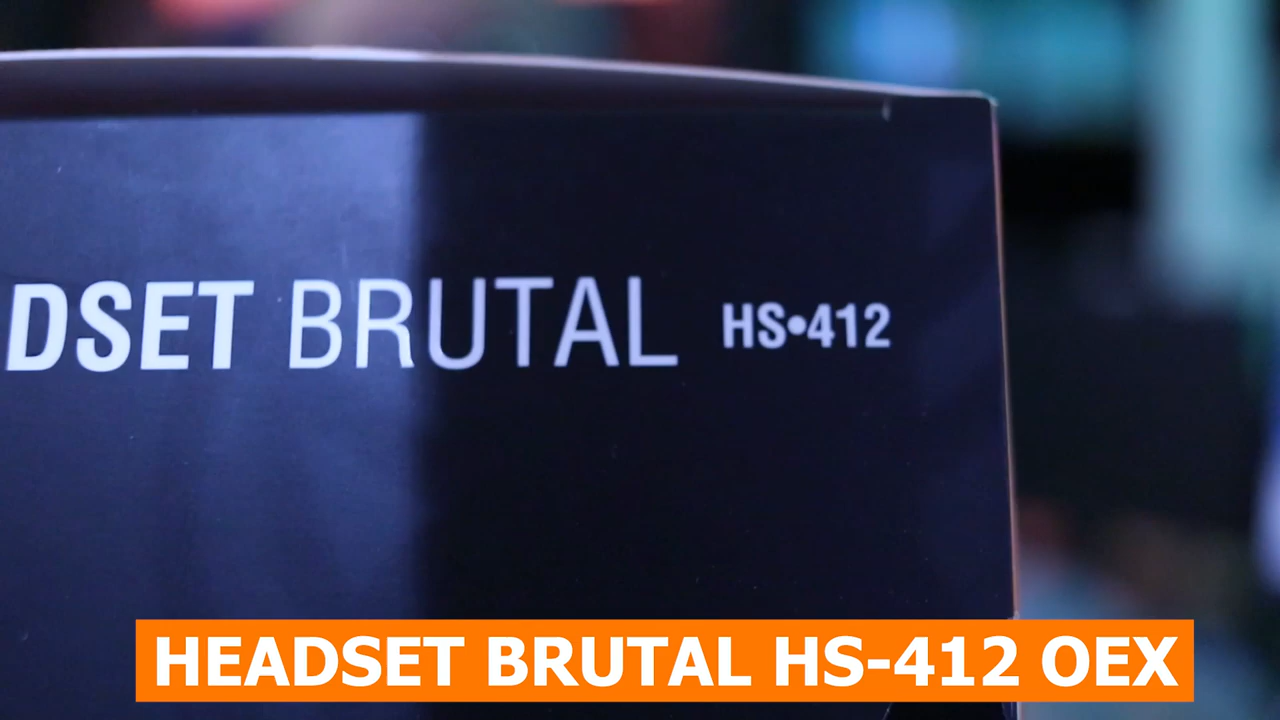 DSET BRUTAL HS•412
HEADSET BRUTAL HS-412 OEX